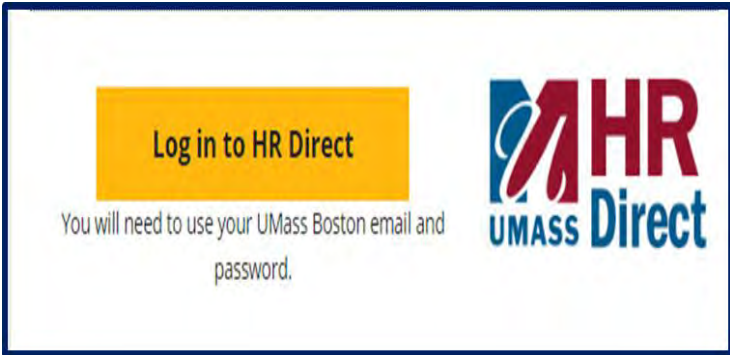 Log in to HR Direct
You will need to use your UMass Boston email and
password.
HR
UMASS Direct